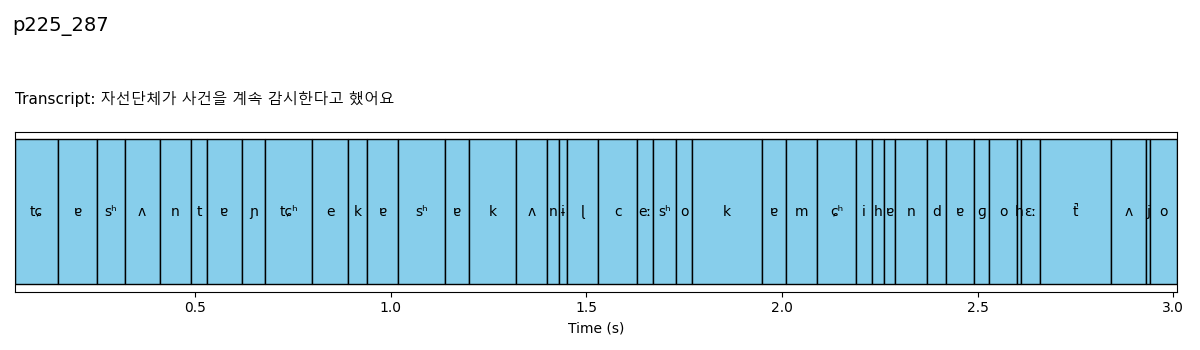 p225_287
Transcript: 자선단체가 사건을 계속 감시한다고 했어요
tɕ ɐ sʰ ʌ n t ɐ ɲ tɕʰ e k ɐ sʰ ɐ k ʌ n ɨ ɭ c eː sʰ o k ɐ m ɕʰ i h ɐ n d ɐ ɡ o h ɛː t̚ ʌ j o
0.5 1.0 1.5 2.0 2.5 3.0
Time (s)